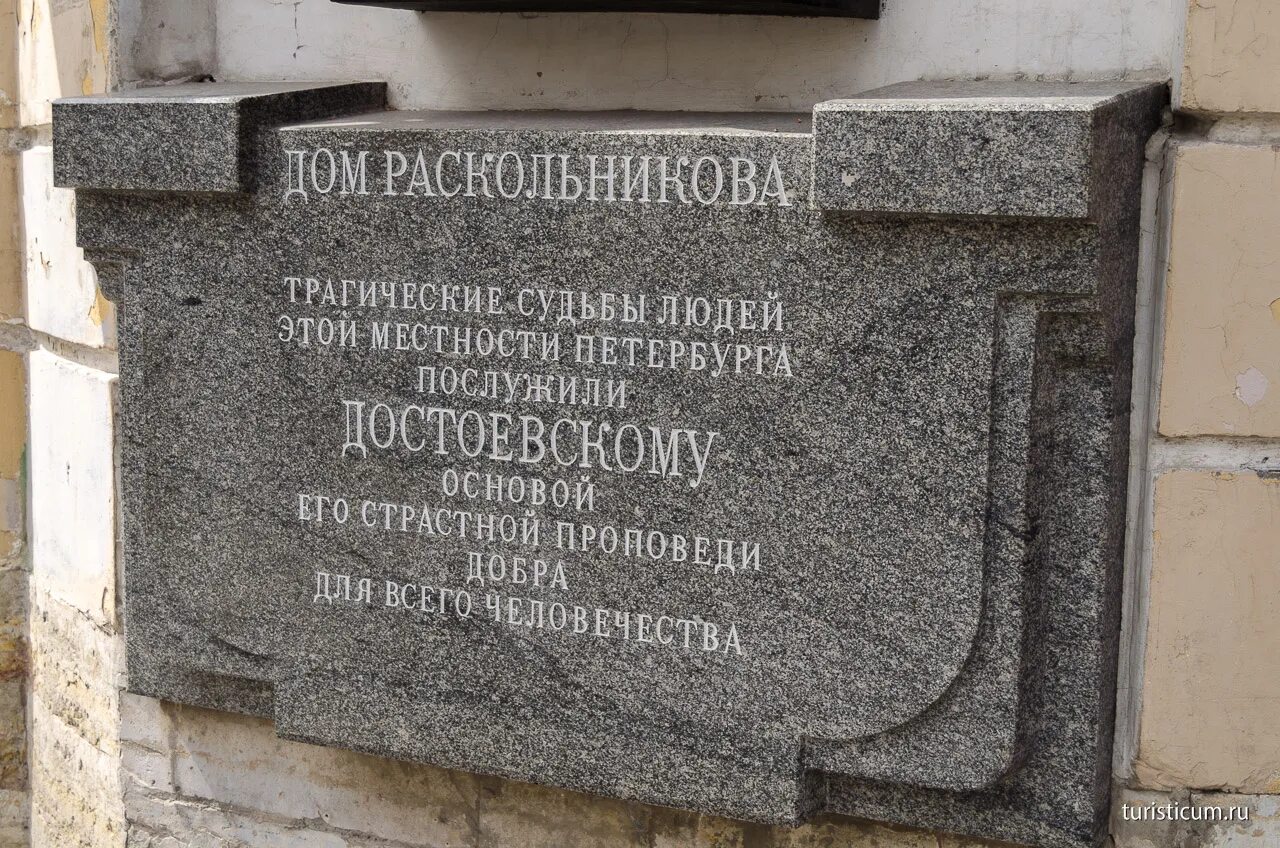 ДОМ РАСКОЛЬНИКОВА
ТРАГИЧЕСКИЕ СУДЬБЫ ЛЮДЕЙ
ЭТОЙ МЕСТНОСТИ ПЕТЕРБУРГА
ПОСЛУЖИЛИ
ДОСТОЕВСКОМУ
ОСНОВОЙ
ЕГО СТРАСТНОЙ ПРОПОВЕДИ
ДОБРА
ДЛЯ ВСЕГО ЧЕЛОВЕЧЕСТВА
turisticum.ru